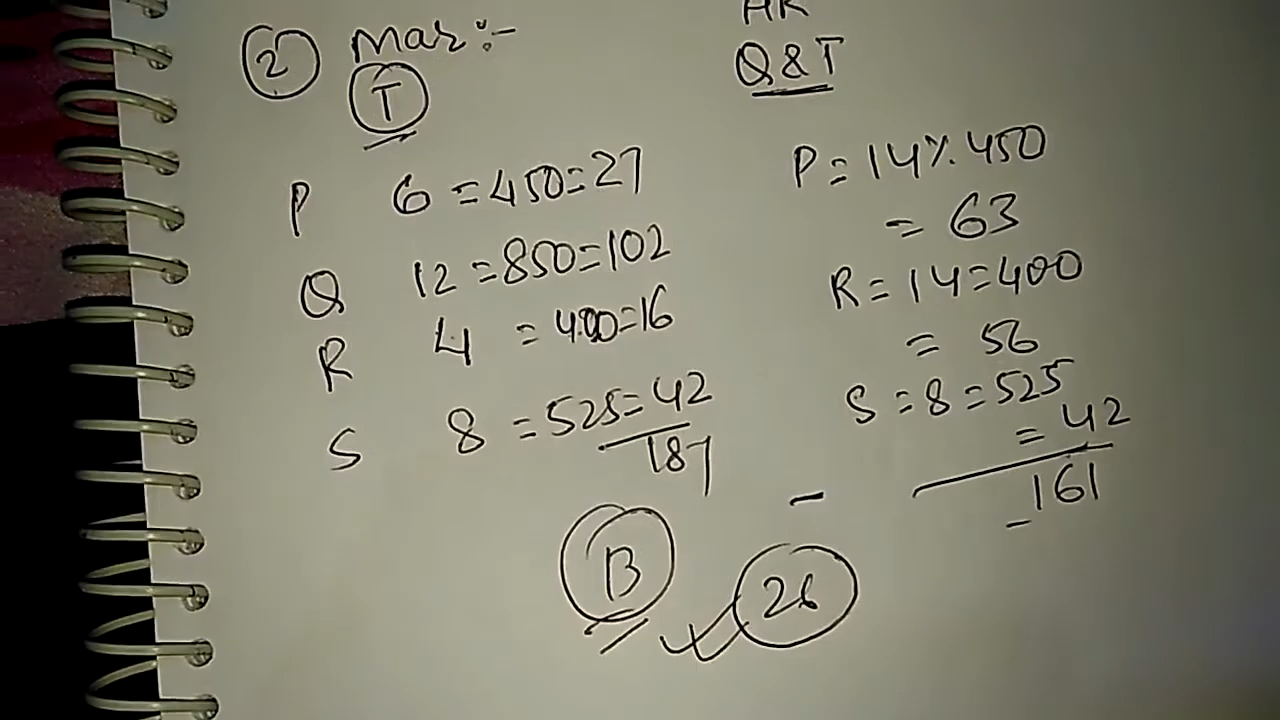 ② Mar :-
T
P 6 = 450 = 27
Q 12 = 850 = 102
R 4 = 400 = 16
S 8 = 525 = 42
187
HR
Q & T
P = 14% 450
= 63
R = 14 = 400
= 56
S = 8 = 525
= 42
161
-
B
26